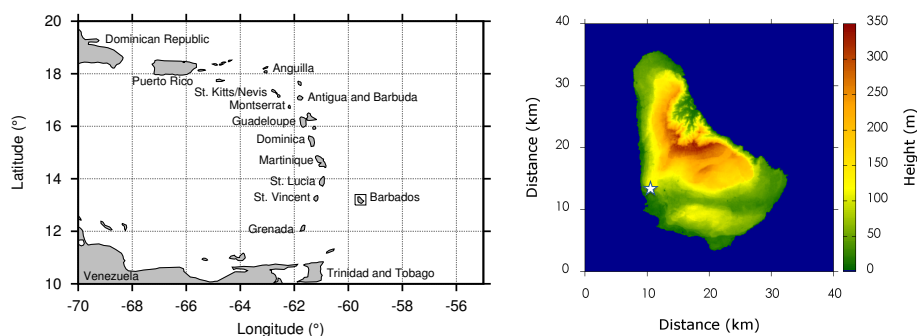 20
18
16
14
12
10
Latitude (°)
-70
-68
-66
-64
-62
-60
-58
-56
Longitude (°)
Dominican Republic
Puerto Rico
Anguilla
St. Kitts/Nevis
Antigua and Barbuda
Montserrat
Guadeloupe
Dominica
Martinique
St. Lucia
St. Vincent
Barbados
Grenada
Venezuela
Trinidad and Tobago
40
30
20
10
0
Distance (km)
0
10
20
30
40
Distance (km)
350
300
250
200
150
100
50
0
Height (m)